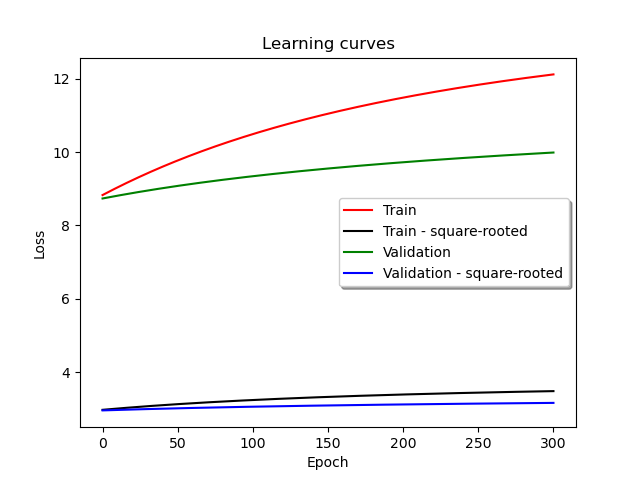 Learning curves
12
10
8
6
4
Loss
Train
Train - square-rooted
Validation
Validation - square-rooted
0 50 100 150 200 250 300
Epoch